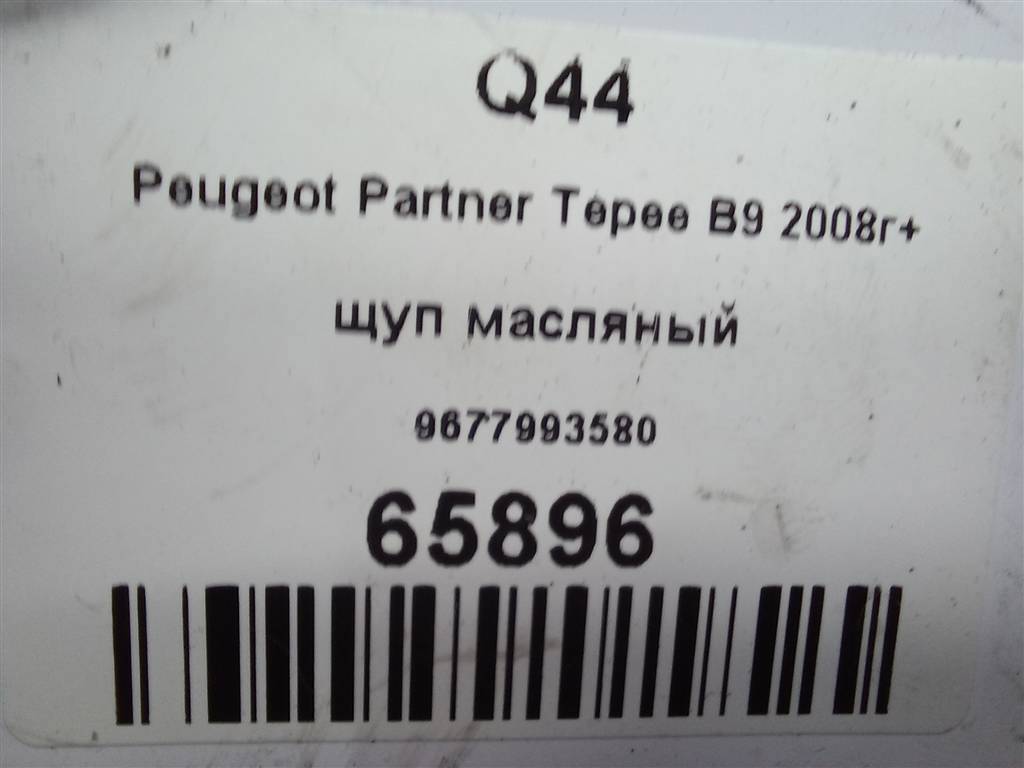 Q44
Peugeot Partner Tepee B9 2008г+
щуп масляный
9677993580
65896